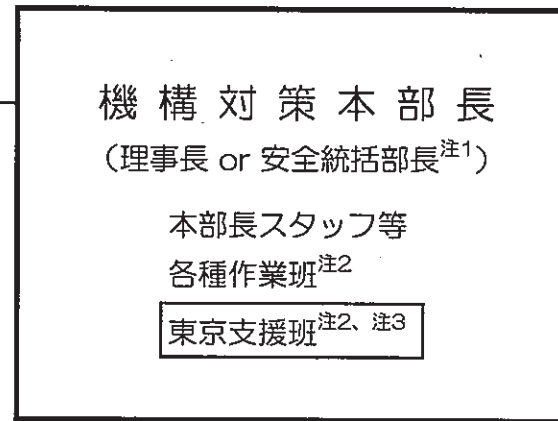 機構対策本部長
（理事長 or 安全統括部長注1）
本部長スタッフ等
各種作業班注2
東京支援班注2、注3